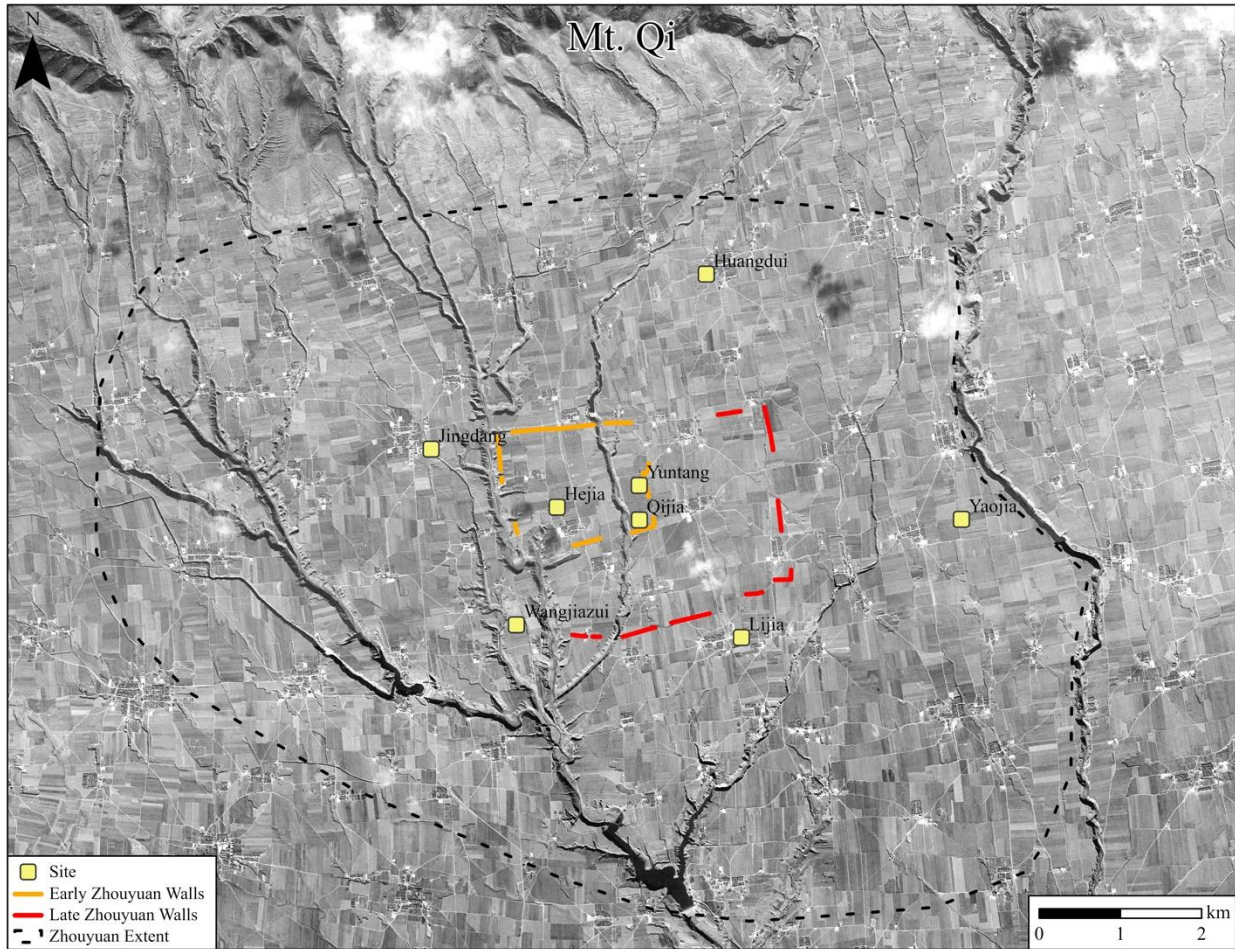 Mt. Qi
N
Huangdui
Jingdang
Yuntang
Hejia
Qijia
Yaojia
Wangjiazui
Lijia
Site
Early Zhouyuan Walls
Late Zhouyuan Walls
Zhouyuan Extent
km
0 1 2